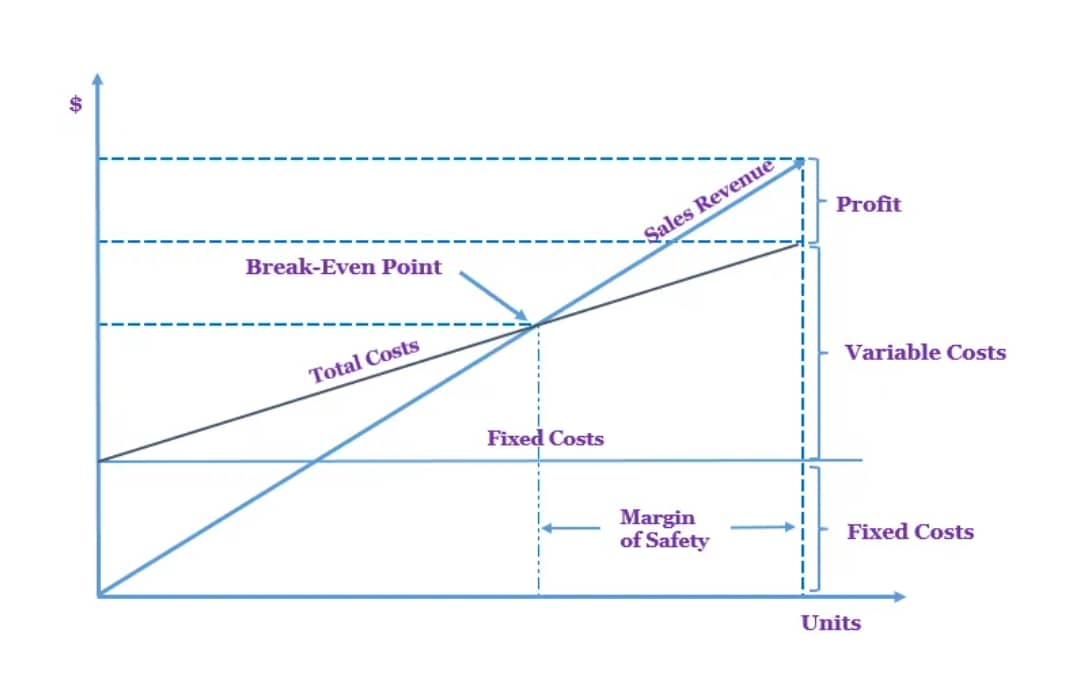 $
Sales Revenue
Profit
Break-Even Point
Total Costs
Variable Costs
Fixed Costs
Margin
of Safety
Fixed Costs
Units